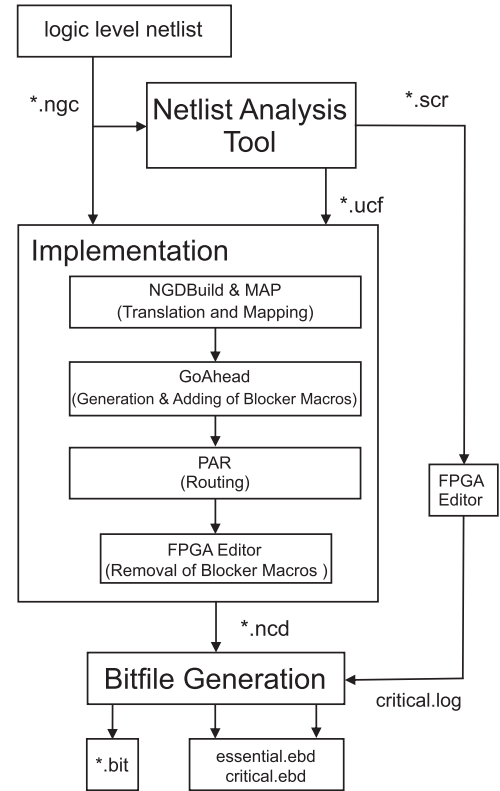 logic level netlist
*.ngc
Netlist Analysis
Tool
*.scr
*.ucf
Implementation
NGDBuild & MAP
(Translation and Mapping)
GoAhead
(Generation & Adding of Blocker Macros)
PAR
(Routing)
FPGA Editor
(Removal of Blocker Macros )
FPGA
Editor
*.ncd
Bitfile Generation
critical.log
*.bit
essential.ebd
critical.ebd